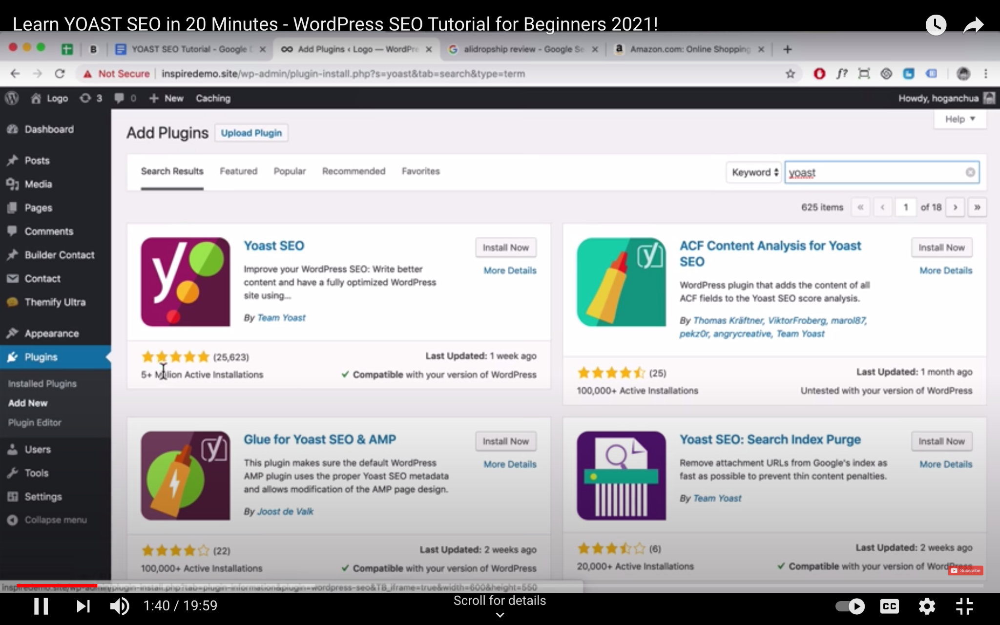 Learn YOAST SEO in 20 Minutes - WordPress SEO Tutorial for Beginners 2021!
B YOAST SEO Tutorial - Google D Add Plugins ‹ Logo — WordPre alidropship review - Google Se Amazon.com: Online Shopping
Not Secure inspiredemo.site/wp-admin/plugin-install.php?s=yoast&tab=search&type=term
Logo 3 0 + New Caching Howdy, hoganchua
Help
Dashboard
Posts
Media
Pages
Comments
Builder Contact
Contact
Themify Ultra
Appearance
Plugins
Installed Plugins
Add New
Plugin Editor
Users
Tools
Settings
Collapse menu
Add Plugins Upload Plugin
Search Results Featured Popular Recommended Favorites Keyword yoast
625 items « ‹ 1 of 18 › »
Yoast SEO
Install Now
More Details
Improve your WordPress SEO: Write better
content and have a fully optimized WordPress
site using...
By Team Yoast
(25,623)
Last Updated: 1 week ago
5+ Million Active Installations
Compatible with your version of WordPress
ACF Content Analysis for Yoast
SEO
Install Now
More Details
WordPress plugin that adds the content of all
ACF fields to the Yoast SEO score analysis.
By Thomas Kräftner, ViktorFroberg, marol87,
pekz0r, angrycreative, Team Yoast
(25)
Last Updated: 1 month ago
100,000+ Active Installations
Untested with your version of WordPress
Glue for Yoast SEO & AMP
Install Now
More Details
This plugin makes sure the default WordPress
AMP plugin uses the proper Yoast SEO metadata
and allows modification of the AMP page design.
By Joost de Valk
(22)
Last Updated: 2 weeks ago
100,000+ Active Installations
Compatible with your version of WordPress
Yoast SEO: Search Index Purge
Install Now
More Details
Remove attachment URLs from Google's index as
fast as possible to prevent thin content penalties.
By Team Yoast
(6)
Last Updated: 2 weeks ago
20,000+ Active Installations
Compatible with your version of WordPress
Subscribe
inspiredemo.site/wp-admin/plugin-install.php?tab=plugin-information&plugin=wordpress-seo&TB_iframe=true&width=600&height=550
1:40 / 19:59
Scroll for details
CC